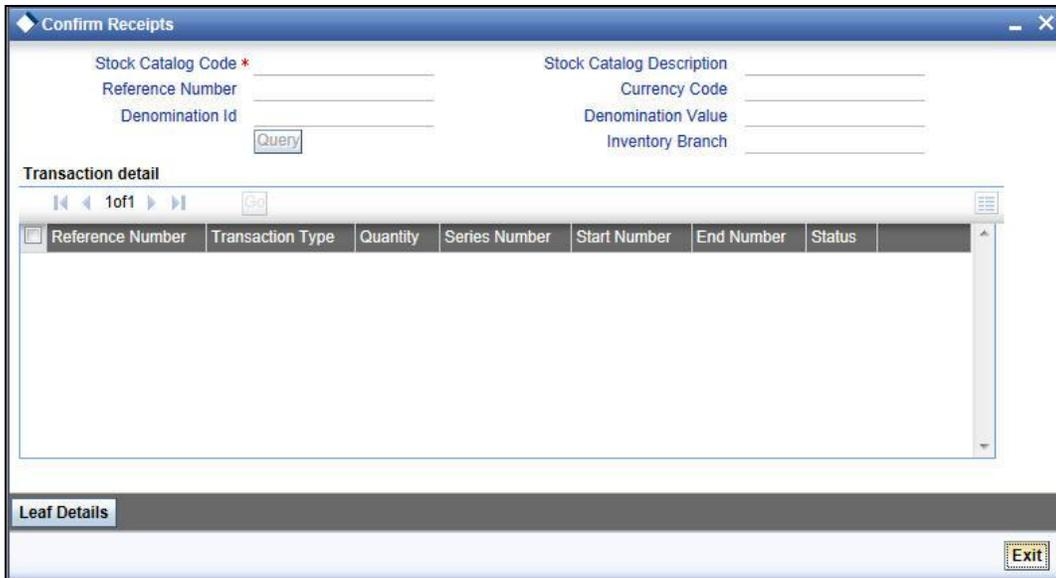 Confirm Receipts
Stock Catalog Code *
Stock Catalog Description
Reference Number
Currency Code
Denomination Id
Denomination Value
Query
Inventory Branch
Transaction detail
1of1
Go
Reference Number Transaction Type Quantity Series Number Start Number End Number Status
Leaf Details
Exit